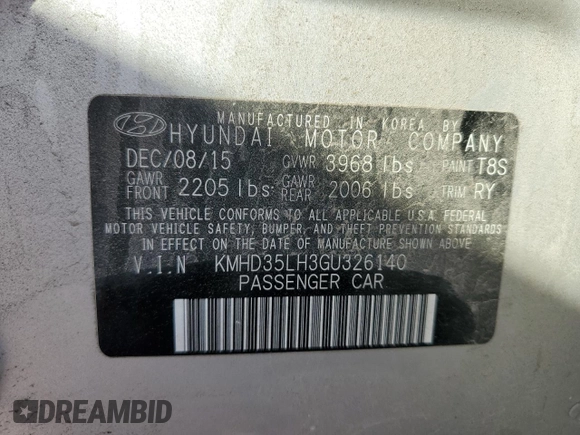 MANUFACTURED IN KOREA BY
HYUNDAI MOTOR COMPANY
DEC/08/15 GVWR 3968 lbs PAINT T8S
GAWR FRONT 2205 lbs GAWR REAR 2006 lbs TRIM RY
THIS VEHICLE CONFORMS TO ALL APPLICABLE U.S.A. FEDERAL
MOTOR VEHICLE SAFETY, BUMPER, AND THEFT PREVENTION STANDARDS
IN EFFECT ON THE DATE OF MANUFACTURE SHOWN ABOVE
V.I.N KMHD35LH3GU326140
PASSENGER CAR
DREAMBID